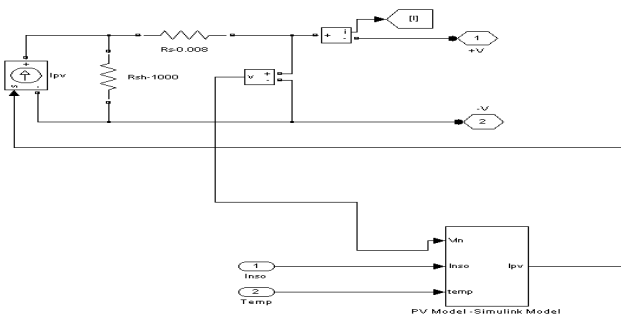 [I]
+
i
-
1
+V
Rs-0.008
+
s
-
Ipv
Rsh-1000
v
+
-
-V
2
Vin
1
Inso
Inso
Ipv
2
Temp
temp
PV Model -Simulink Model